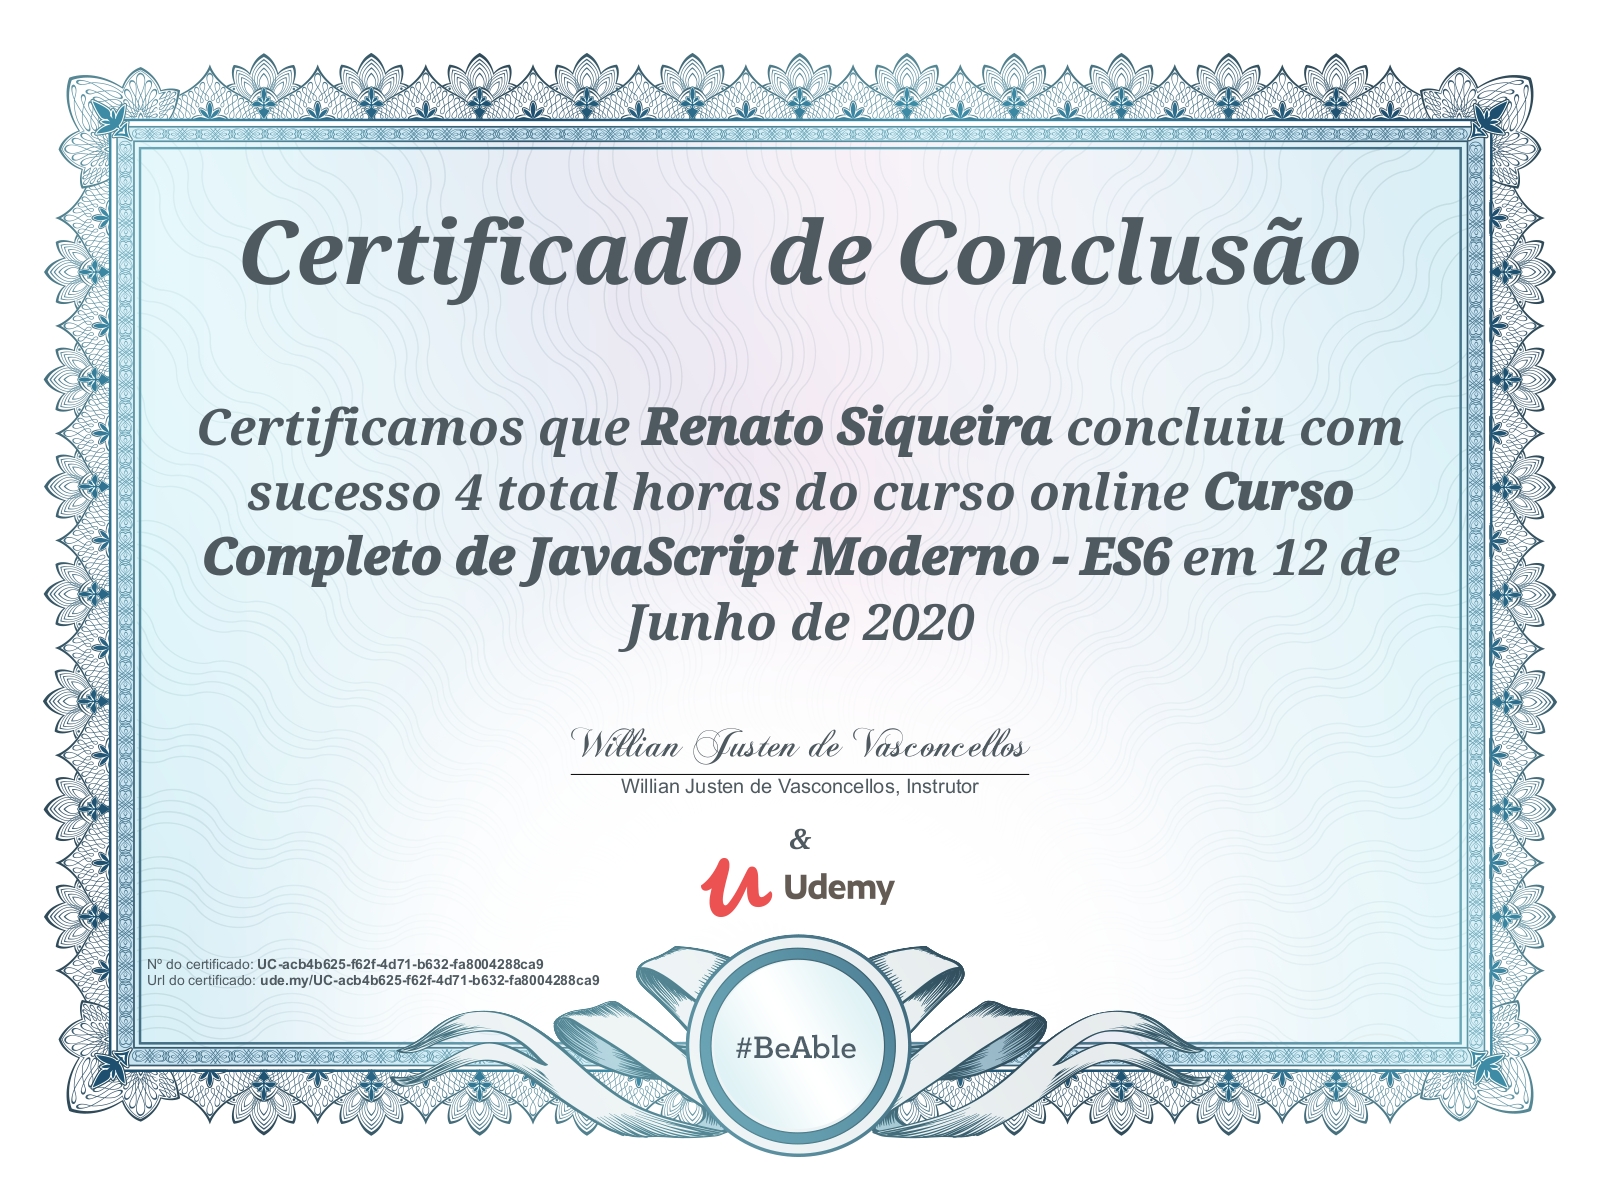 Certificado de Conclusão
Certificamos que Renato Siqueira concluiu com
sucesso 4 total horas do curso online Curso
Completo de JavaScript Moderno - ES6 em 12 de
Junho de 2020
Willian Justen de Vasconcellos
Willian Justen de Vasconcellos, Instrutor
&
Udemy
Nº do certificado: UC-acb4b625-f62f-4d71-b632-fa8004288ca9
Url do certificado: ude.my/UC-acb4b625-f62f-4d71-b632-fa8004288ca9
#BeAble